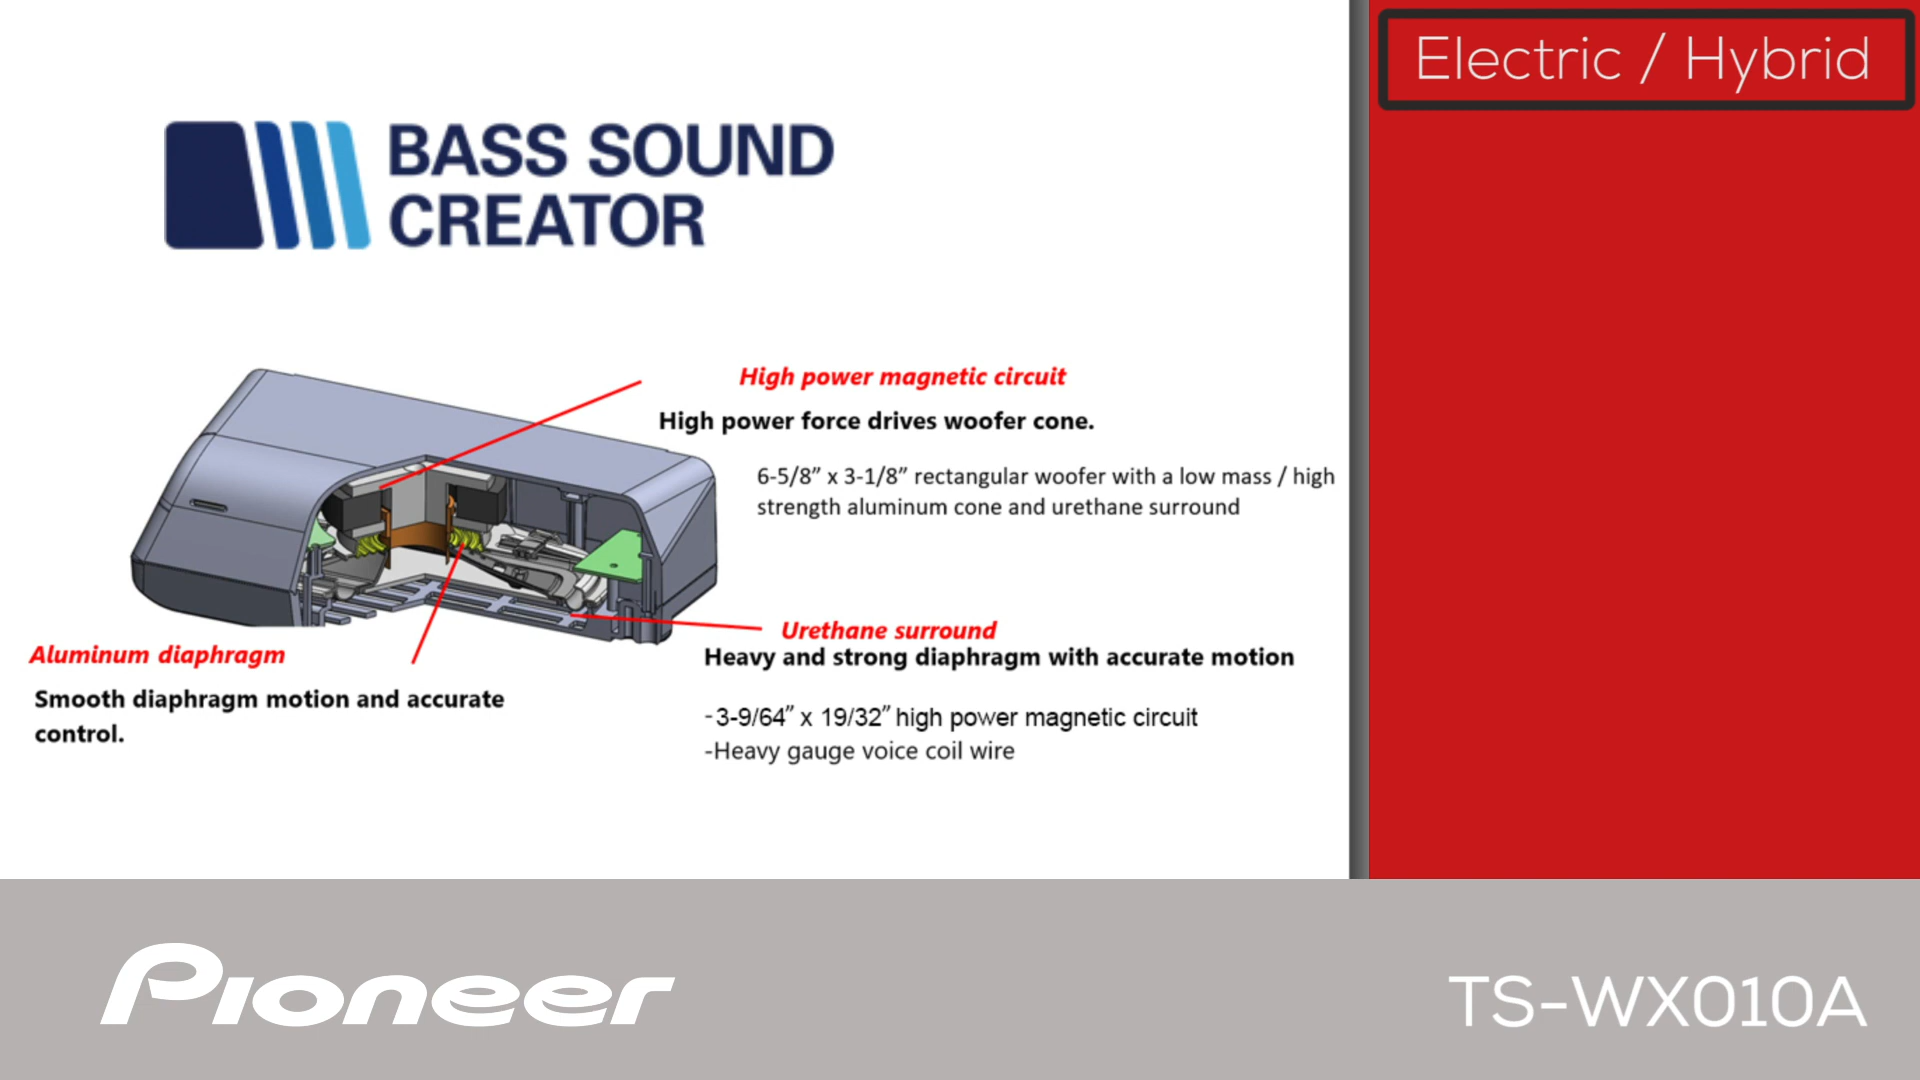 Electric / Hybrid
BASS SOUND
CREATOR
High power magnetic circuit
High power force drives woofer cone.
6-5/8” x 3-1/8” rectangular woofer with a low mass / high
strength aluminum cone and urethane surround
Urethane surround
Heavy and strong diaphragm with accurate motion
-3-9/64” x 19/32” high power magnetic circuit
-Heavy gauge voice coil wire
Aluminum diaphragm
Smooth diaphragm motion and accurate
control.
Pioneer
TS-WX010A